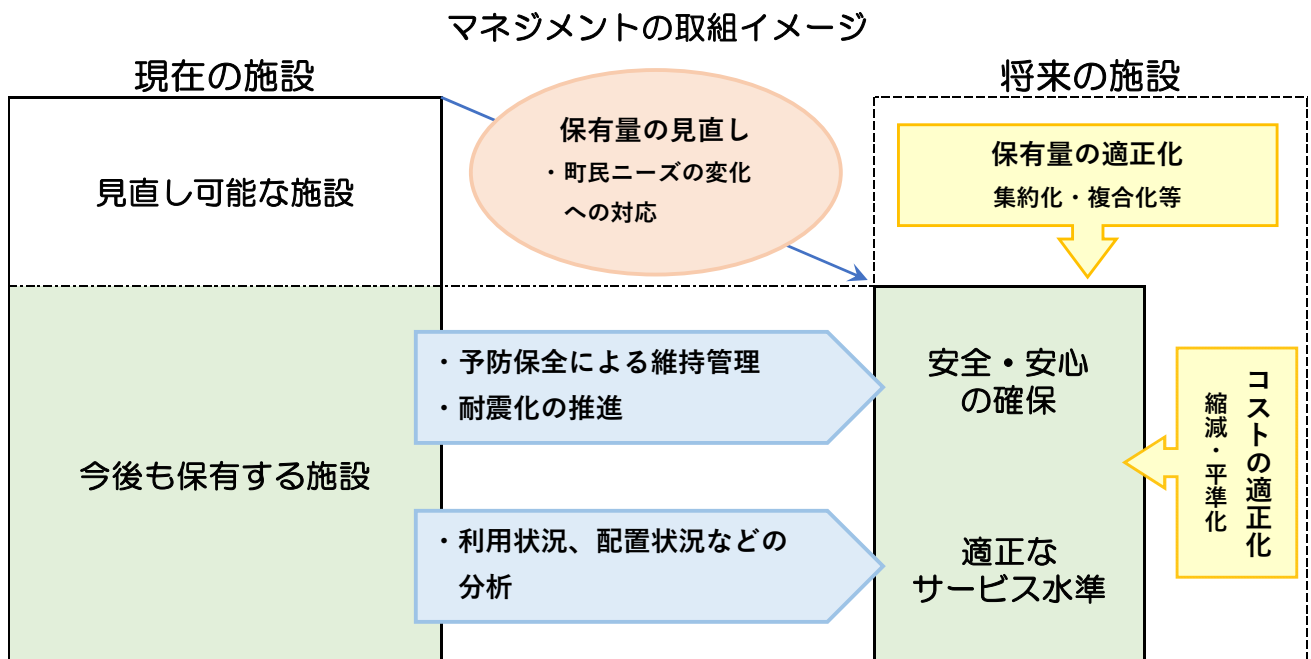 マネジメントの取組イメージ
現在の施設
将来の施設
見直し可能な施設
保有量の見直し
・町民ニーズの変化
への対応
保有量の適正化
集約化・複合化等
今後も保有する施設
・予防保全による維持管理
・耐震化の推進
・利用状況、配置状況などの
分析
安全・安心
の確保
適正な
サービス水準
コストの適正化
縮減・平準化